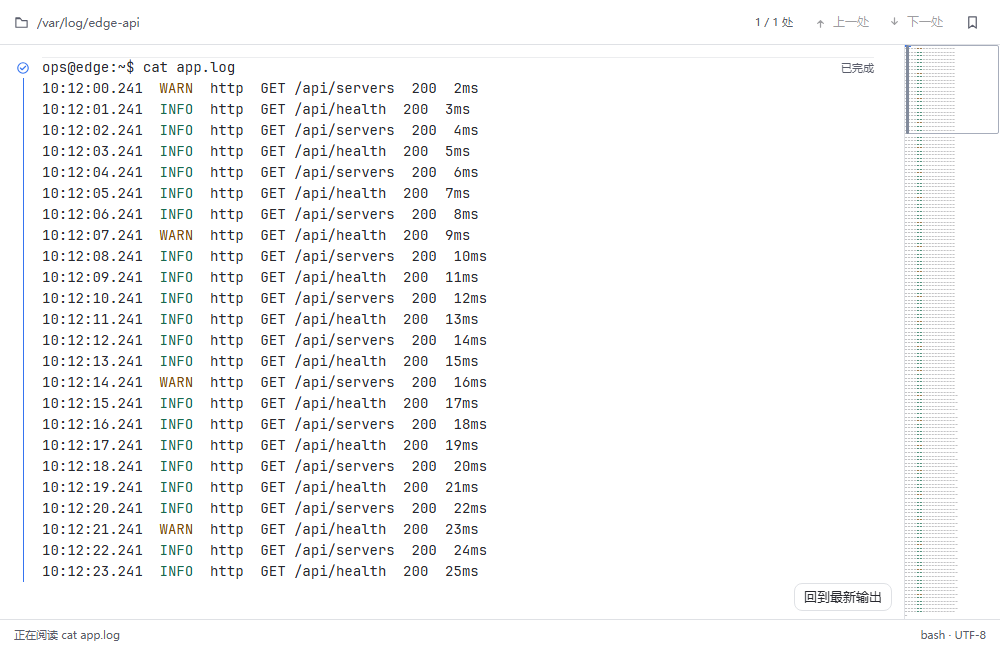 /var/log/edge-api
1 / 1 处 上一处 下一处
ops@edge:~$ cat app.log 已完成
10:12:00.241 WARN http GET /api/servers 200 2ms
10:12:01.241 INFO http GET /api/health 200 3ms
10:12:02.241 INFO http GET /api/servers 200 4ms
10:12:03.241 INFO http GET /api/health 200 5ms
10:12:04.241 INFO http GET /api/servers 200 6ms
10:12:05.241 INFO http GET /api/health 200 7ms
10:12:06.241 INFO http GET /api/servers 200 8ms
10:12:07.241 WARN http GET /api/health 200 9ms
10:12:08.241 INFO http GET /api/servers 200 10ms
10:12:09.241 INFO http GET /api/health 200 11ms
10:12:10.241 INFO http GET /api/servers 200 12ms
10:12:11.241 INFO http GET /api/health 200 13ms
10:12:12.241 INFO http GET /api/servers 200 14ms
10:12:13.241 INFO http GET /api/health 200 15ms
10:12:14.241 WARN http GET /api/servers 200 16ms
10:12:15.241 INFO http GET /api/health 200 17ms
10:12:16.241 INFO http GET /api/servers 200 18ms
10:12:17.241 INFO http GET /api/health 200 19ms
10:12:18.241 INFO http GET /api/servers 200 20ms
10:12:19.241 INFO http GET /api/health 200 21ms
10:12:20.241 INFO http GET /api/servers 200 22ms
10:12:21.241 WARN http GET /api/health 200 23ms
10:12:22.241 INFO http GET /api/servers 200 24ms
10:12:23.241 INFO http GET /api/health 200 25ms
回到最新输出
正在阅读 cat app.log
bash · UTF-8